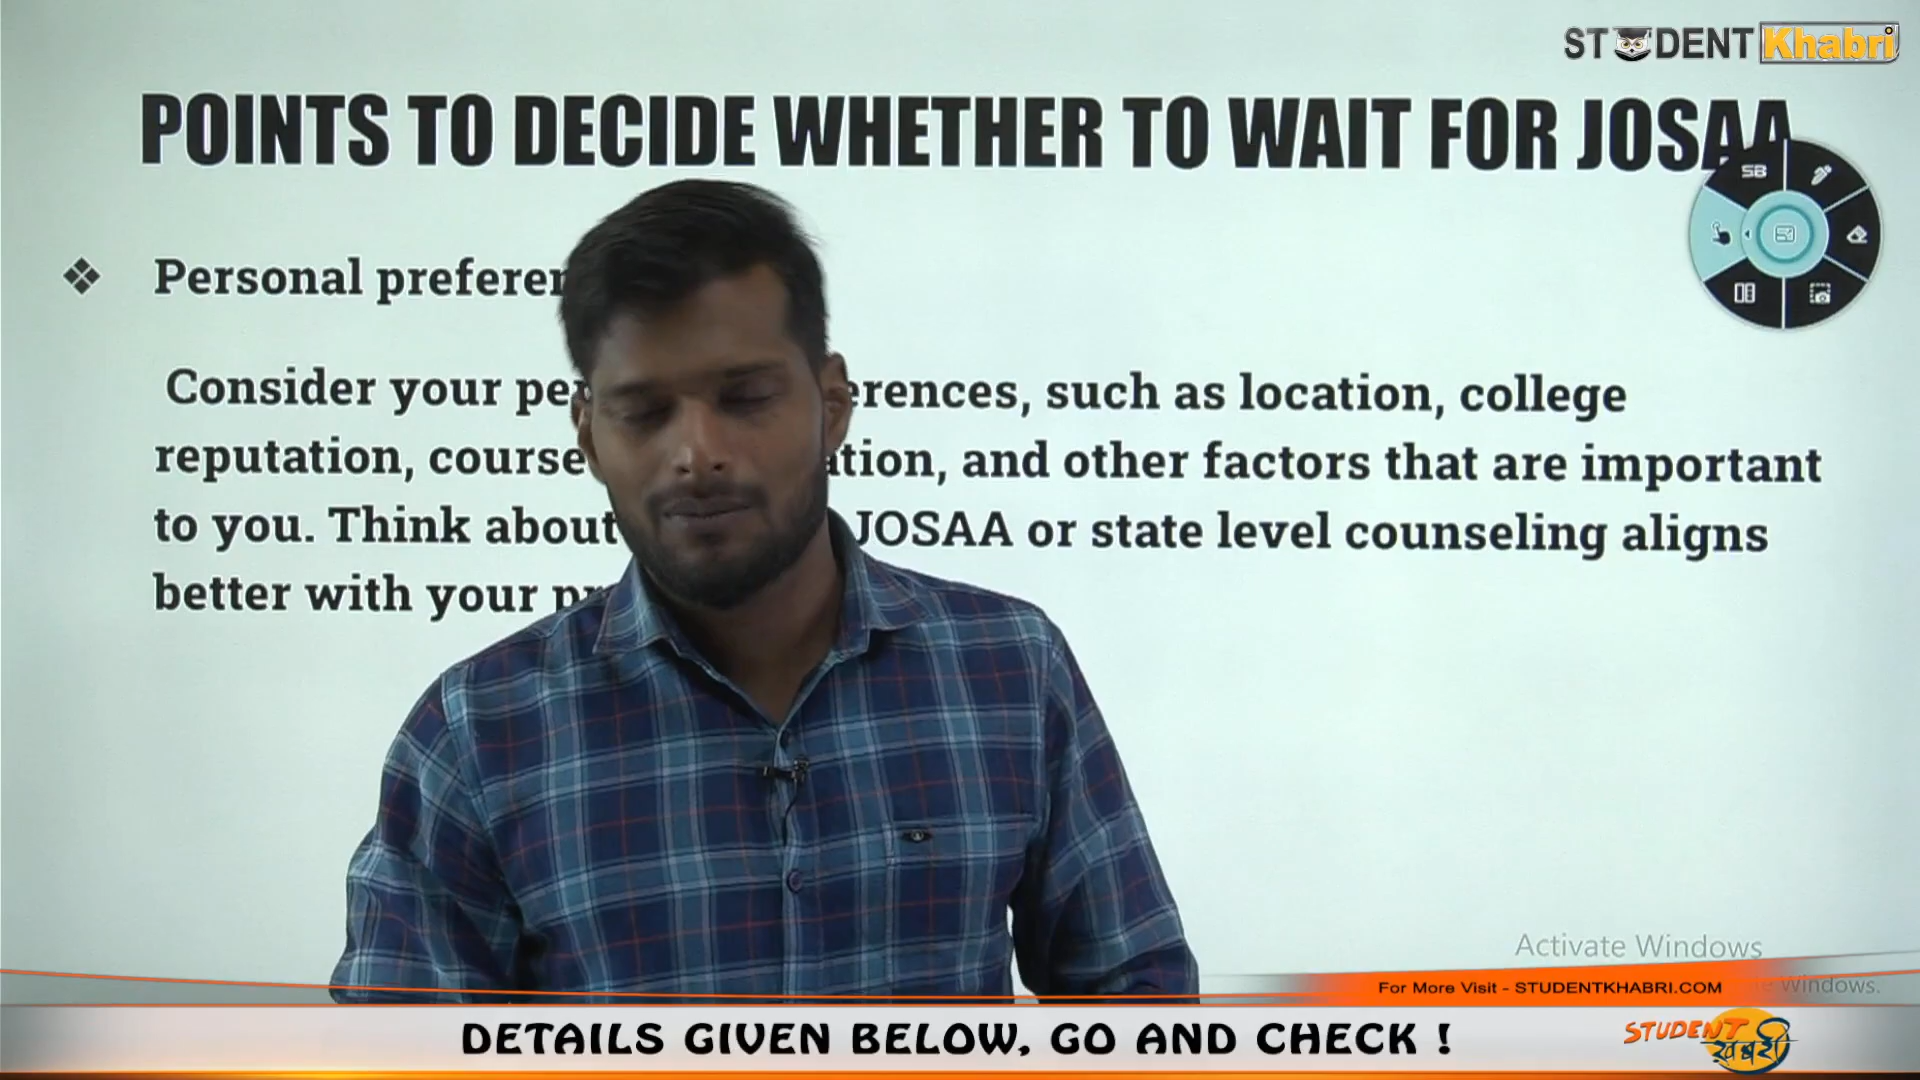 STUDENT Khabri
POINTS TO DECIDE WHETHER TO WAIT FOR JOSAA
SB
❖ Personal preferen
Consider your pe erences, such as location, college
reputation, course ation, and other factors that are important
to you. Think about JOSAA or state level counseling aligns
better with your pr
Activate Windows
Windows.
For More Visit - STUDENTKHABRI.COM
DETAILS GIVEN BELOW, GO AND CHECK !
STUDENT
खबरी